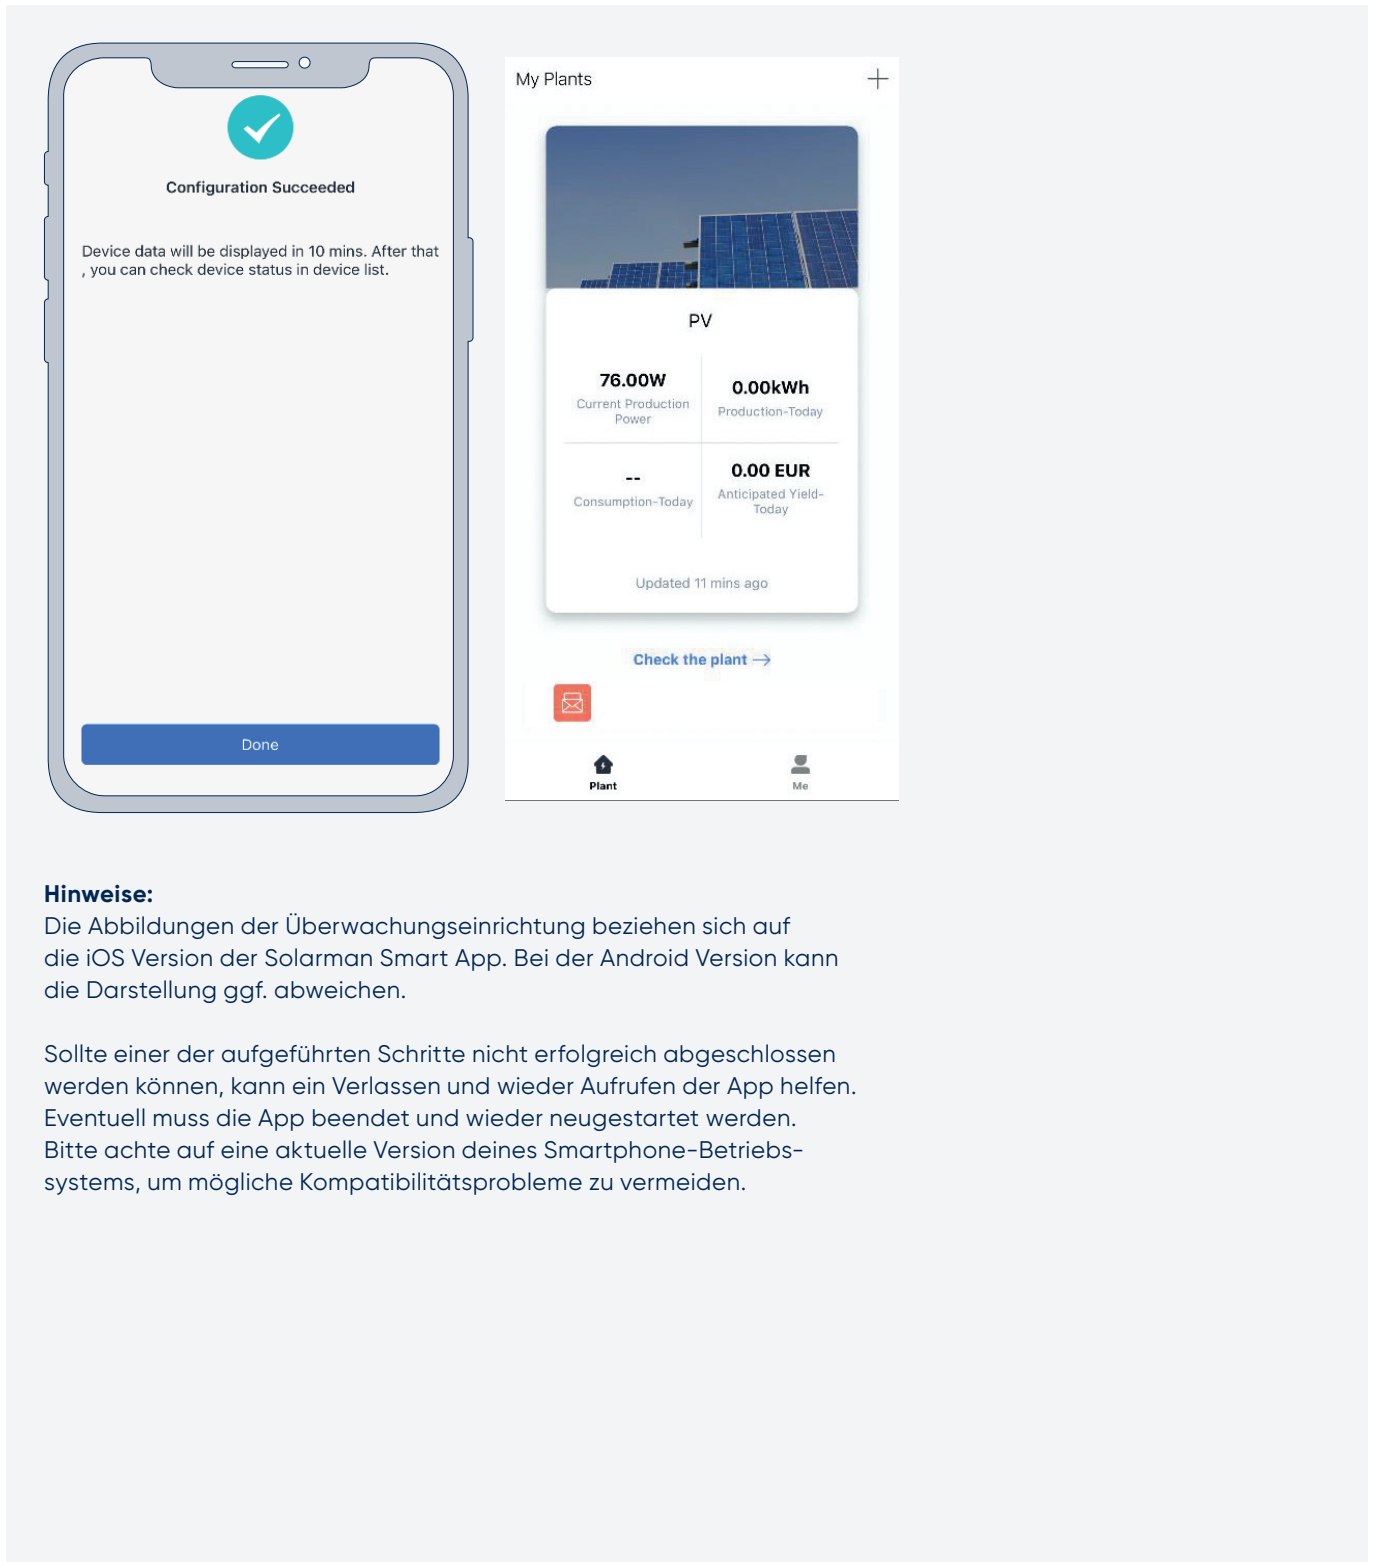 Configuration Succeeded
Device data will be displayed in 10 mins. After that
, you can check device status in device list.
Done
My Plants
PV
76.00W
Current Production
Power
0.00kWh
Production-Today
--
Consumption-Today
0.00 EUR
Anticipated Yield-
Today
Updated 11 mins ago
Check the plant →
Plant
Me
Hinweise:
Die Abbildungen der Überwachungseinrichtung beziehen sich auf
die iOS Version der Solarman Smart App. Bei der Android Version kann
die Darstellung ggf. abweichen.
Sollte einer der aufgeführten Schritte nicht erfolgreich abgeschlossen
werden können, kann ein Verlassen und wieder Aufrufen der App helfen.
Eventuell muss die App beendet und wieder neugestartet werden.
Bitte achte auf eine aktuelle Version deines Smartphone-Betriebs-
systems, um mögliche Kompatibilitätsprobleme zu vermeiden.